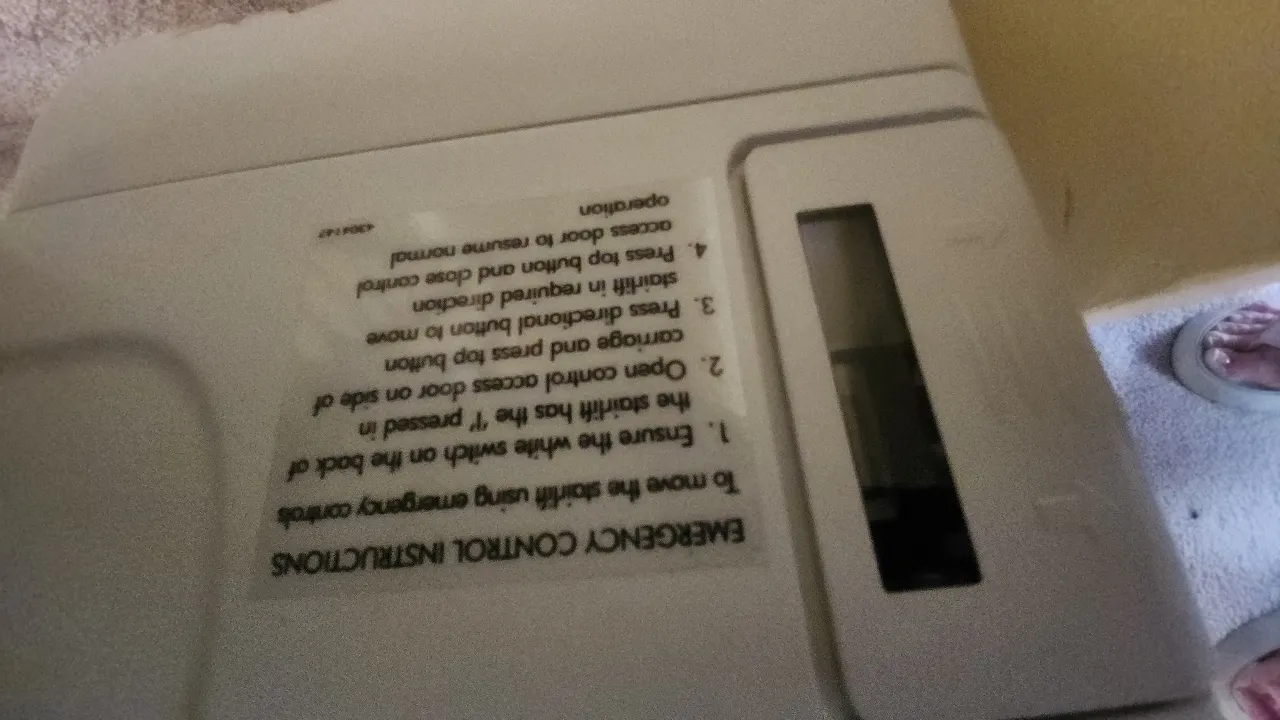 EMERGENCY CONTROL INSTRUCTIONS
To move the stairlift using emergency controls
1. Ensure the white switch on the back of
the stairlift has the 'I' pressed in
2. Open control access door on side of
carriage and press top button
3. Press directional button to move
stairlift in required direction
4. Press top button and close control
access door to resume normal
operation